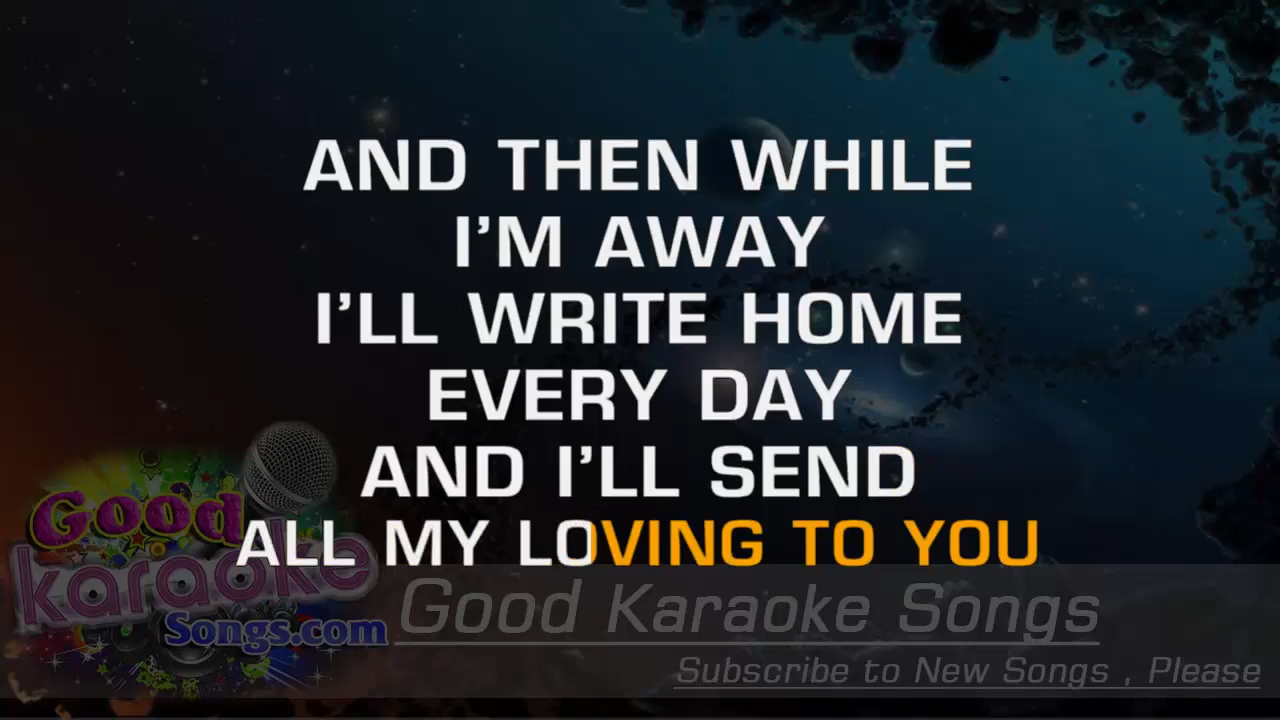 AND THEN WHILE
I'M AWAY
I'LL WRITE HOME
EVERY DAY
AND I'LL SEND
ALL MY LOVING TO YOU
Good
karaoke
Songs.com
Good Karaoke Songs
Subscribe to New Songs , Please